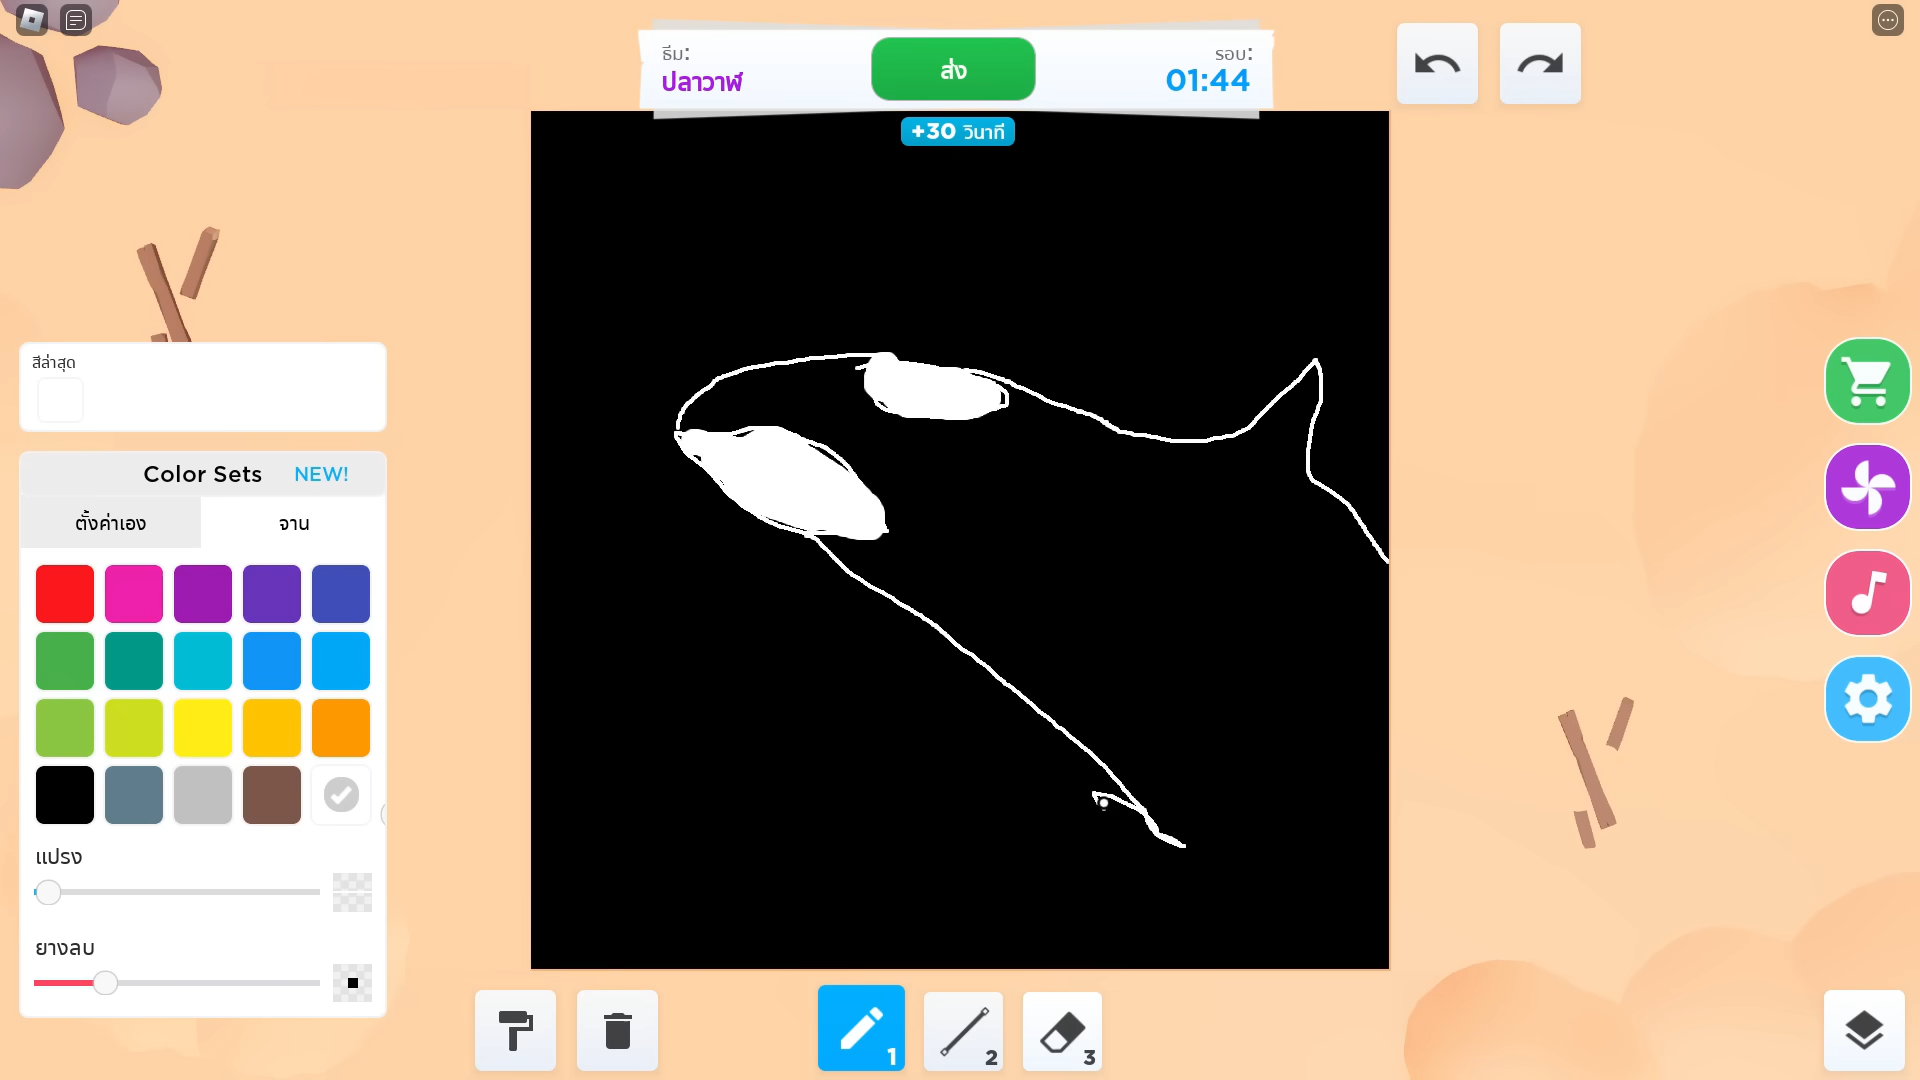 ธีม:
ปลาวาฬ
ส่ง
รอบ:
01:44
+30 วินาที
สีล่าสุด
Color Sets NEW!
ตั้งค่าเอง
จาน
แปรง
ยางลบ
1
2
3